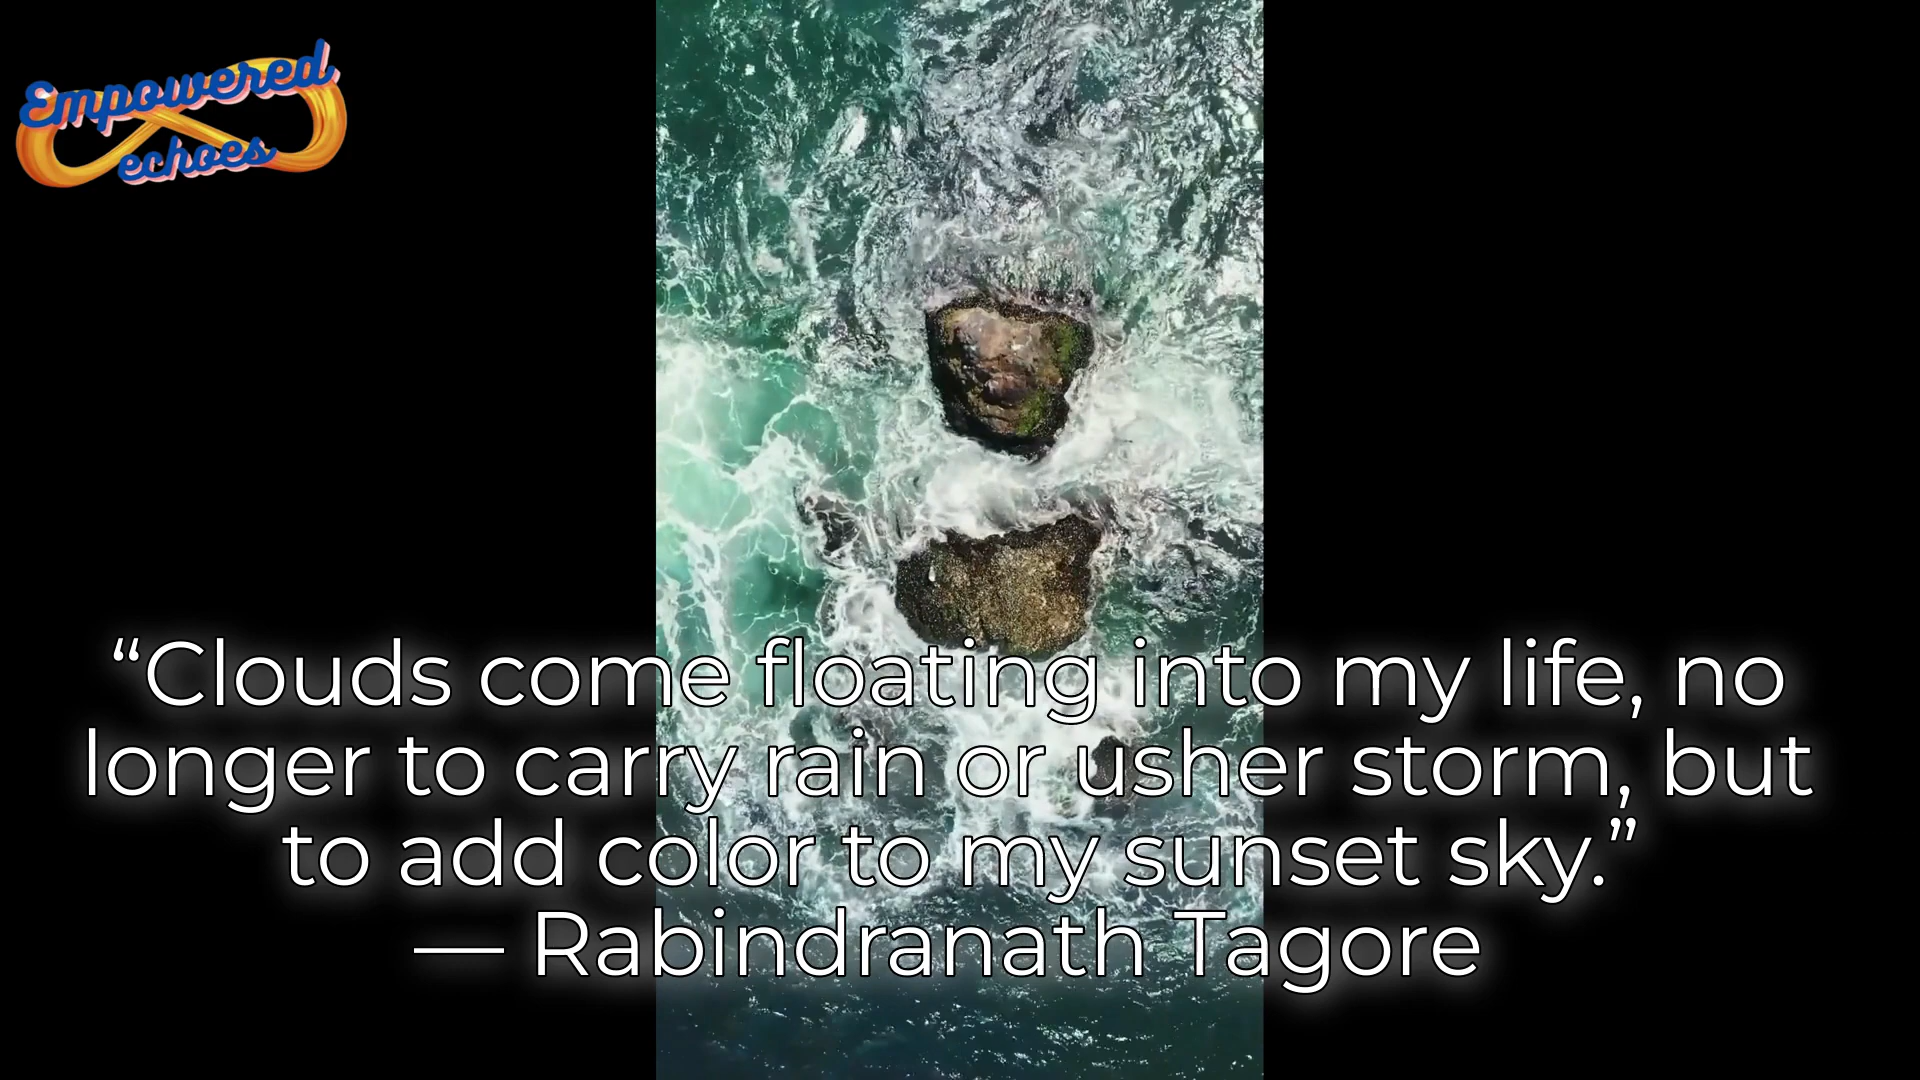 Empowered
echoes
“Clouds come floating into my life, no
longer to carry rain or usher storm, but
to add color to my sunset sky.”
— Rabindranath Tagore